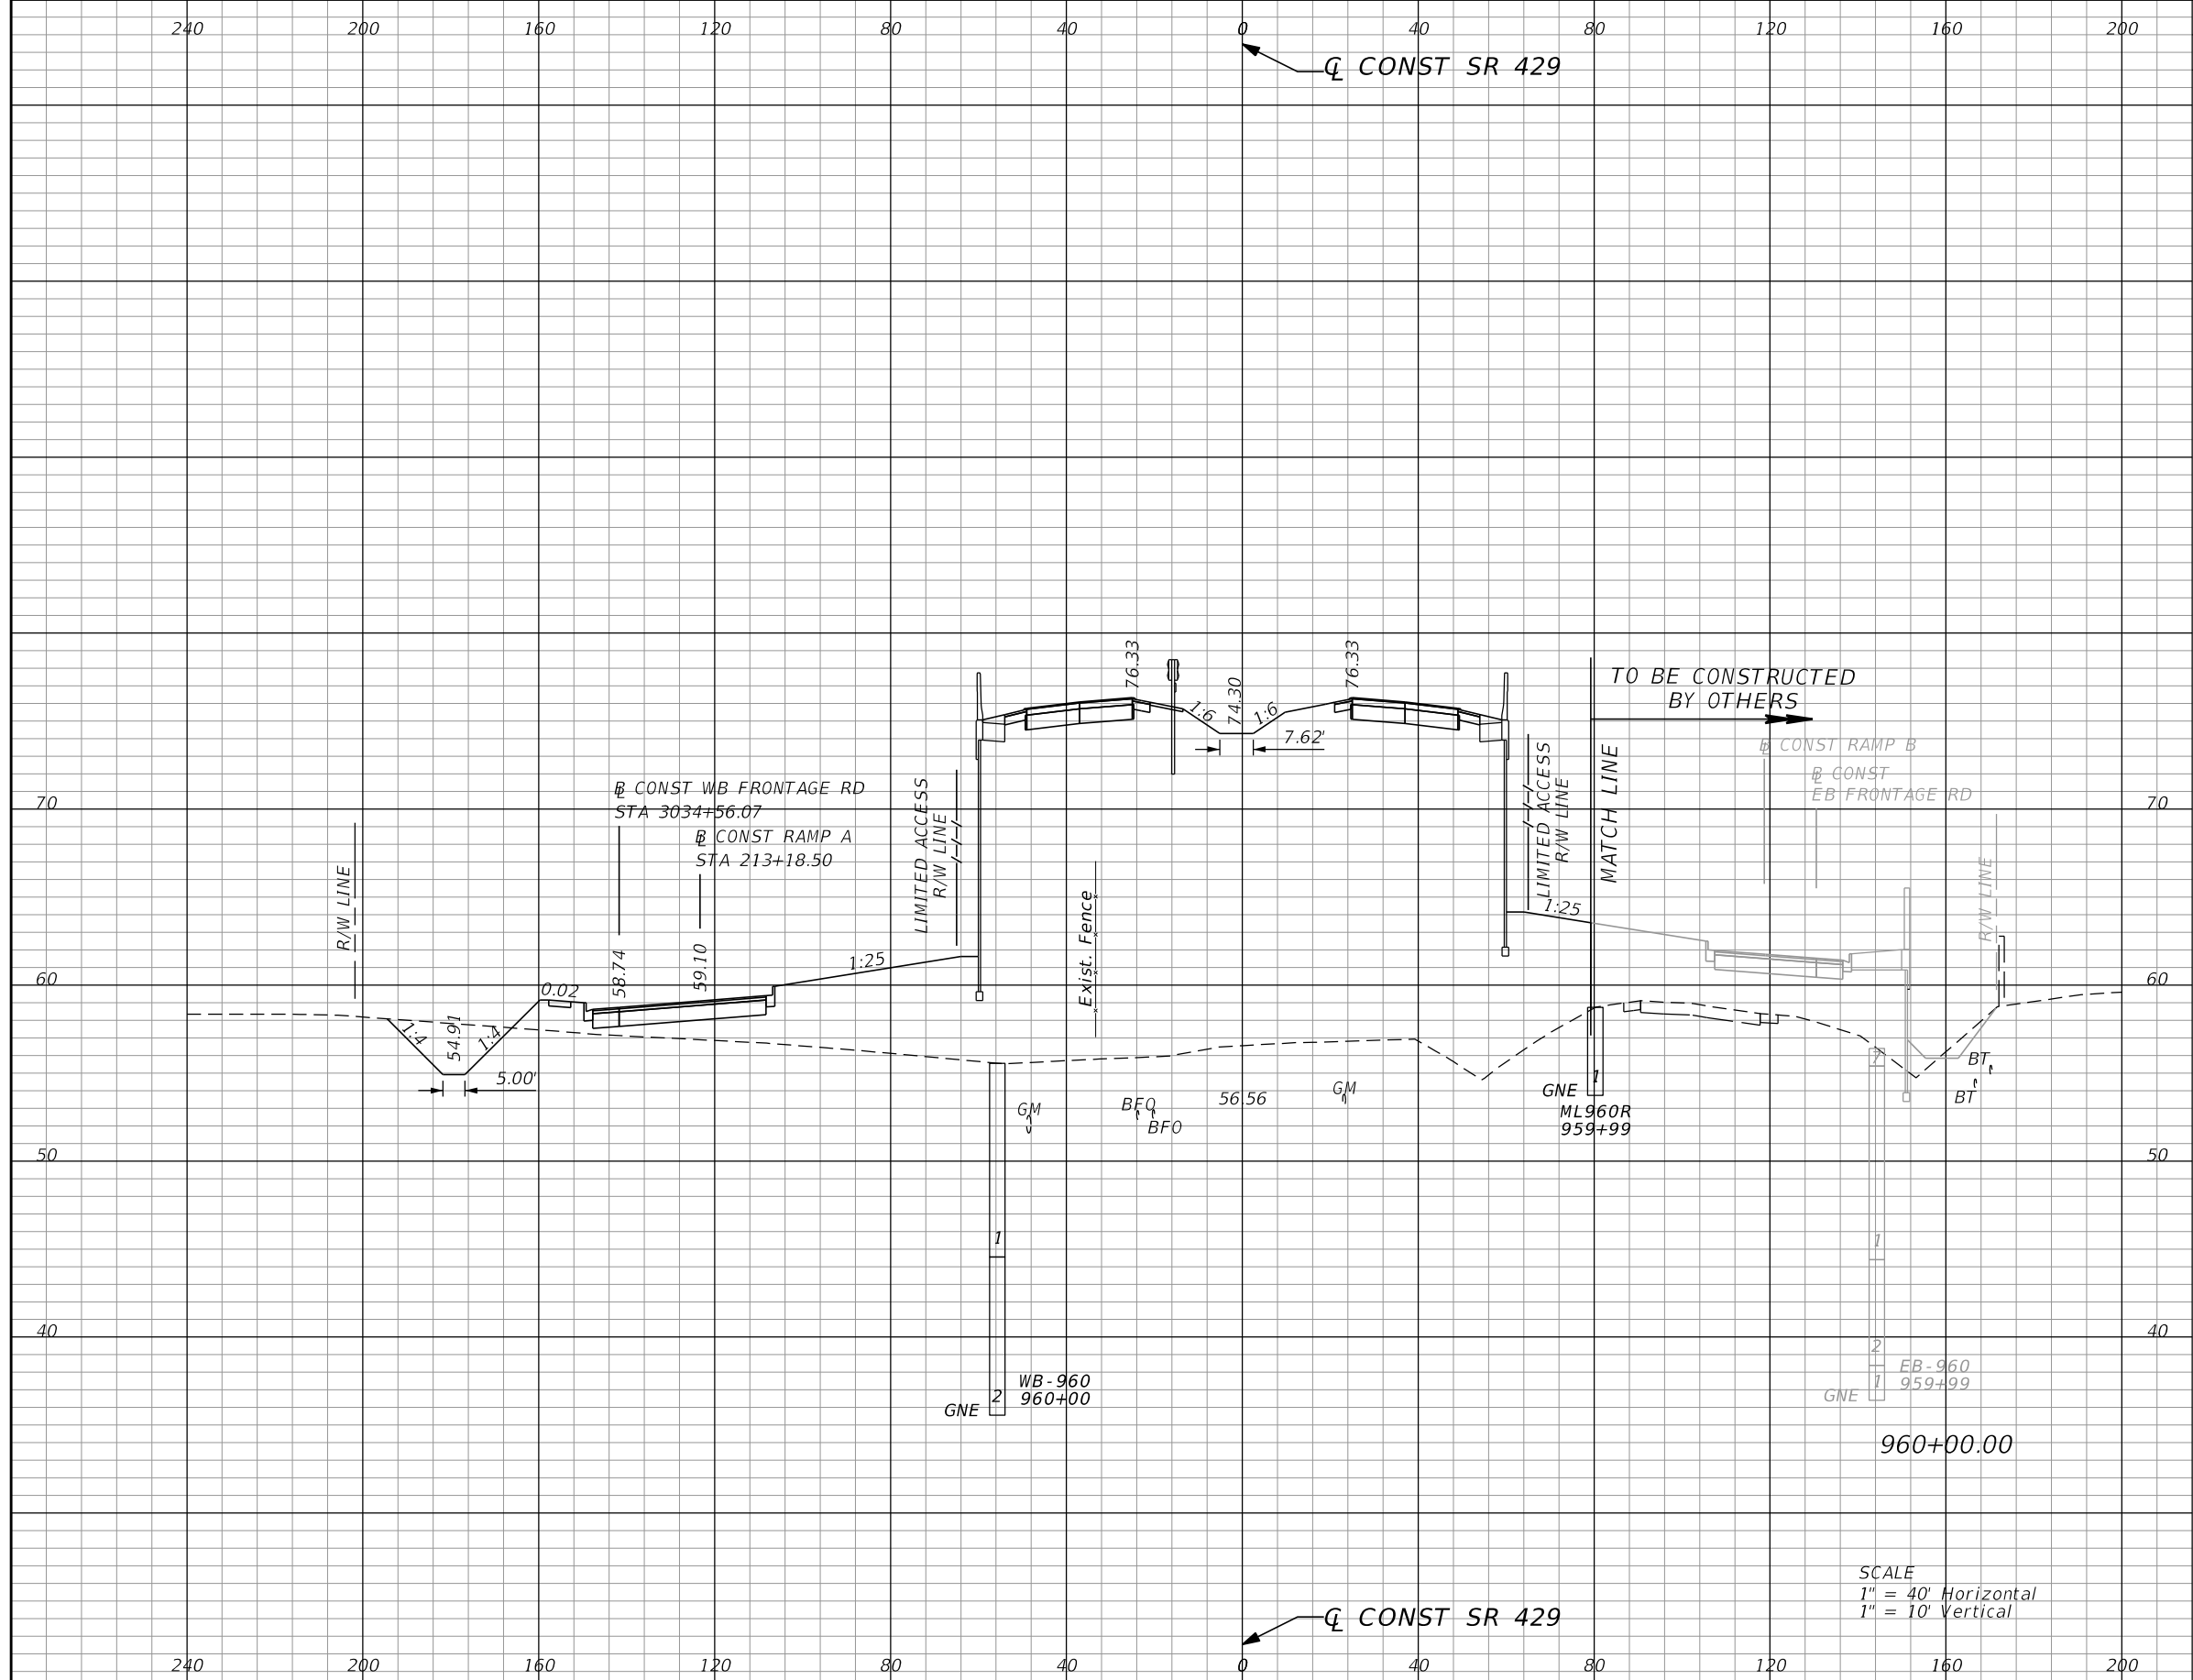 240 200 160 120 80 40 0 40 80 120 160 200
℄ CONST SR 429
76.33
74.30
76.33
1:6
1:6
7.62'
TO BE CONSTRUCTED
BY OTHERS
℄ CONST RAMP B
℄ CONST
EB FRONTAGE RD
MATCH LINE
LIMITED ACCESS
R/W LINE
1:25
R/W LINE
70
70
℄ CONST WB FRONTAGE RD
STA 3034+56.07
℄ CONST RAMP A
STA 213+18.50
LIMITED ACCESS
R/W LINE
R/W LINE
Exist. Fence
58.74
59.10
1:25
0.02
60
60
1:4
54.91
1:4
5.00'
GM
BFO
BFO
56.56
GM
GNE
1
ML960R
959+99
7
BT
BT
50
50
1
1
40
40
2
WB-960
960+00
GNE
2
1
EB-960
959+99
GNE
960+00.00
SCALE
1" = 40' Horizontal
1" = 10' Vertical
℄ CONST SR 429
240 200 160 120 80 40 0 40 80 120 160 200